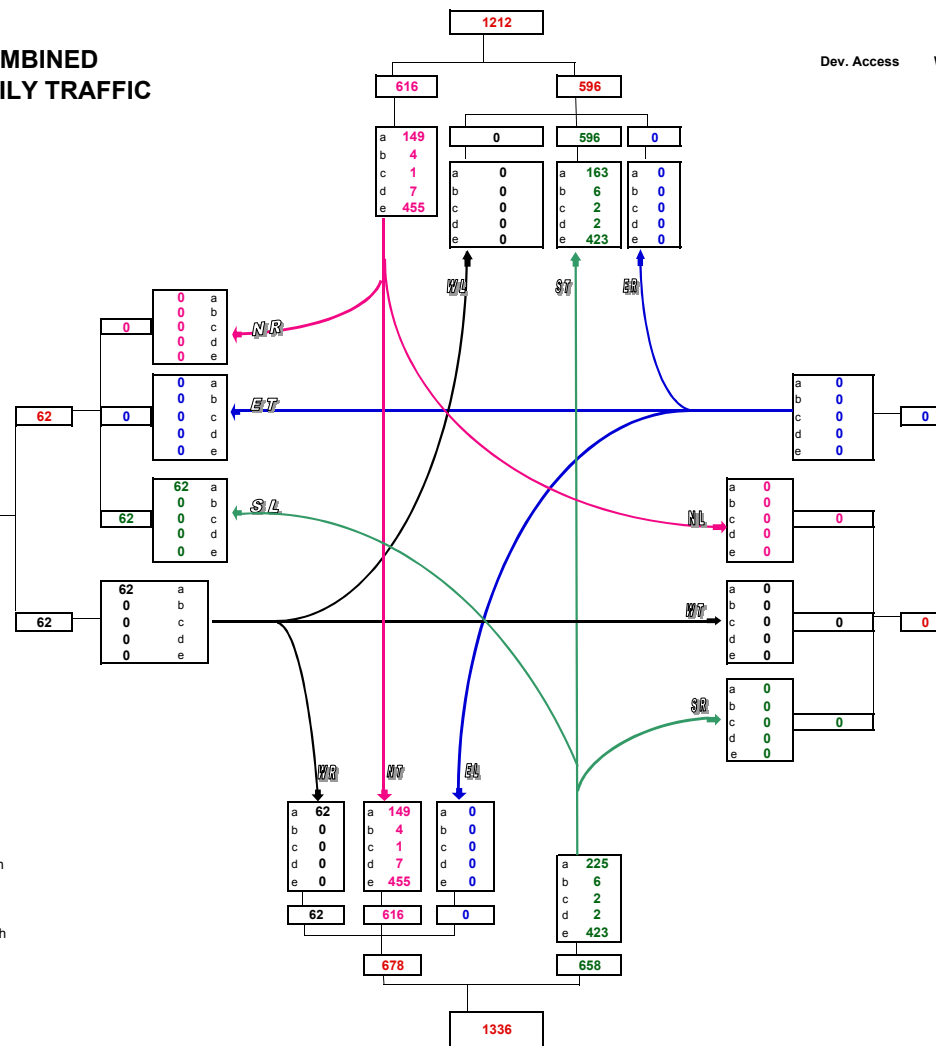 1212
MBINED
ILY TRAFFIC
Dev. Access
616
596
a 149
b 4
c 1
d 7
e 455
0
596
0
a 0
b 0
c 0
d 0
e 0
a 163
b 6
c 2
d 2
e 423
a 0
b 0
c 0
d 0
e 0
WL
ST
ER
0
0 a
0 b
0 c
0 d
0 e
NR
62
0
0 a
0 b
0 c
0 d
0 e
ET
a 0
b 0
c 0
d 0
e 0
0
62
62 a
0 b
0 c
0 d
0 e
SL
NL
a 0
b 0
c 0
d 0
e 0
0
62
62 a
0 b
0 c
0 d
0 e
WT
a 0
b 0
c 0
d 0
e 0
0
0
SR
a 0
b 0
c 0
d 0
e 0
0
WR
NT
EL
a 62
b 0
c 0
d 0
e 0
a 149
b 4
c 1
d 7
e 455
a 0
b 0
c 0
d 0
e 0
a 225
b 6
c 2
d 2
e 423
h
62
616
0
h
678
658
1336